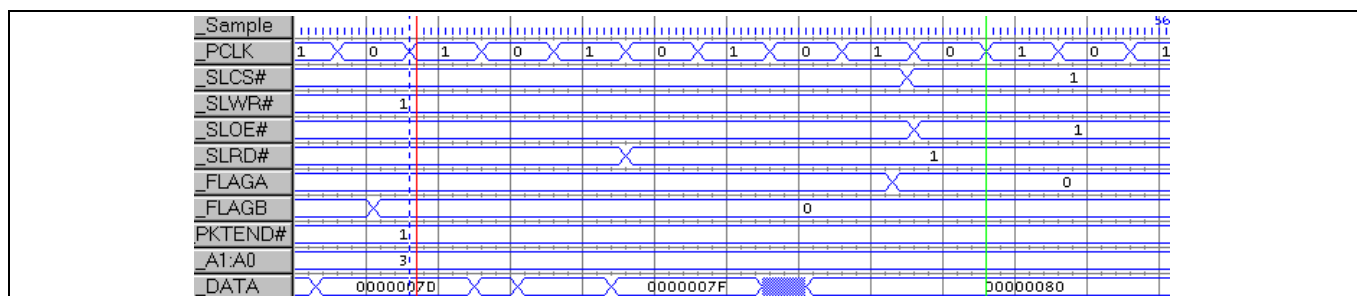 _Sample 56
_PCLK 1 0 1 0 1 0 1 0 1 0 1 0 1
_SLCS# 1
_SLWR# 1
_SLOE# 1
_SLRD# 1
_FLAGA 0
_FLAGB 0
PKTEND# 1
_A1:A0 3
_DATA 0000007D 0000007F 00000080